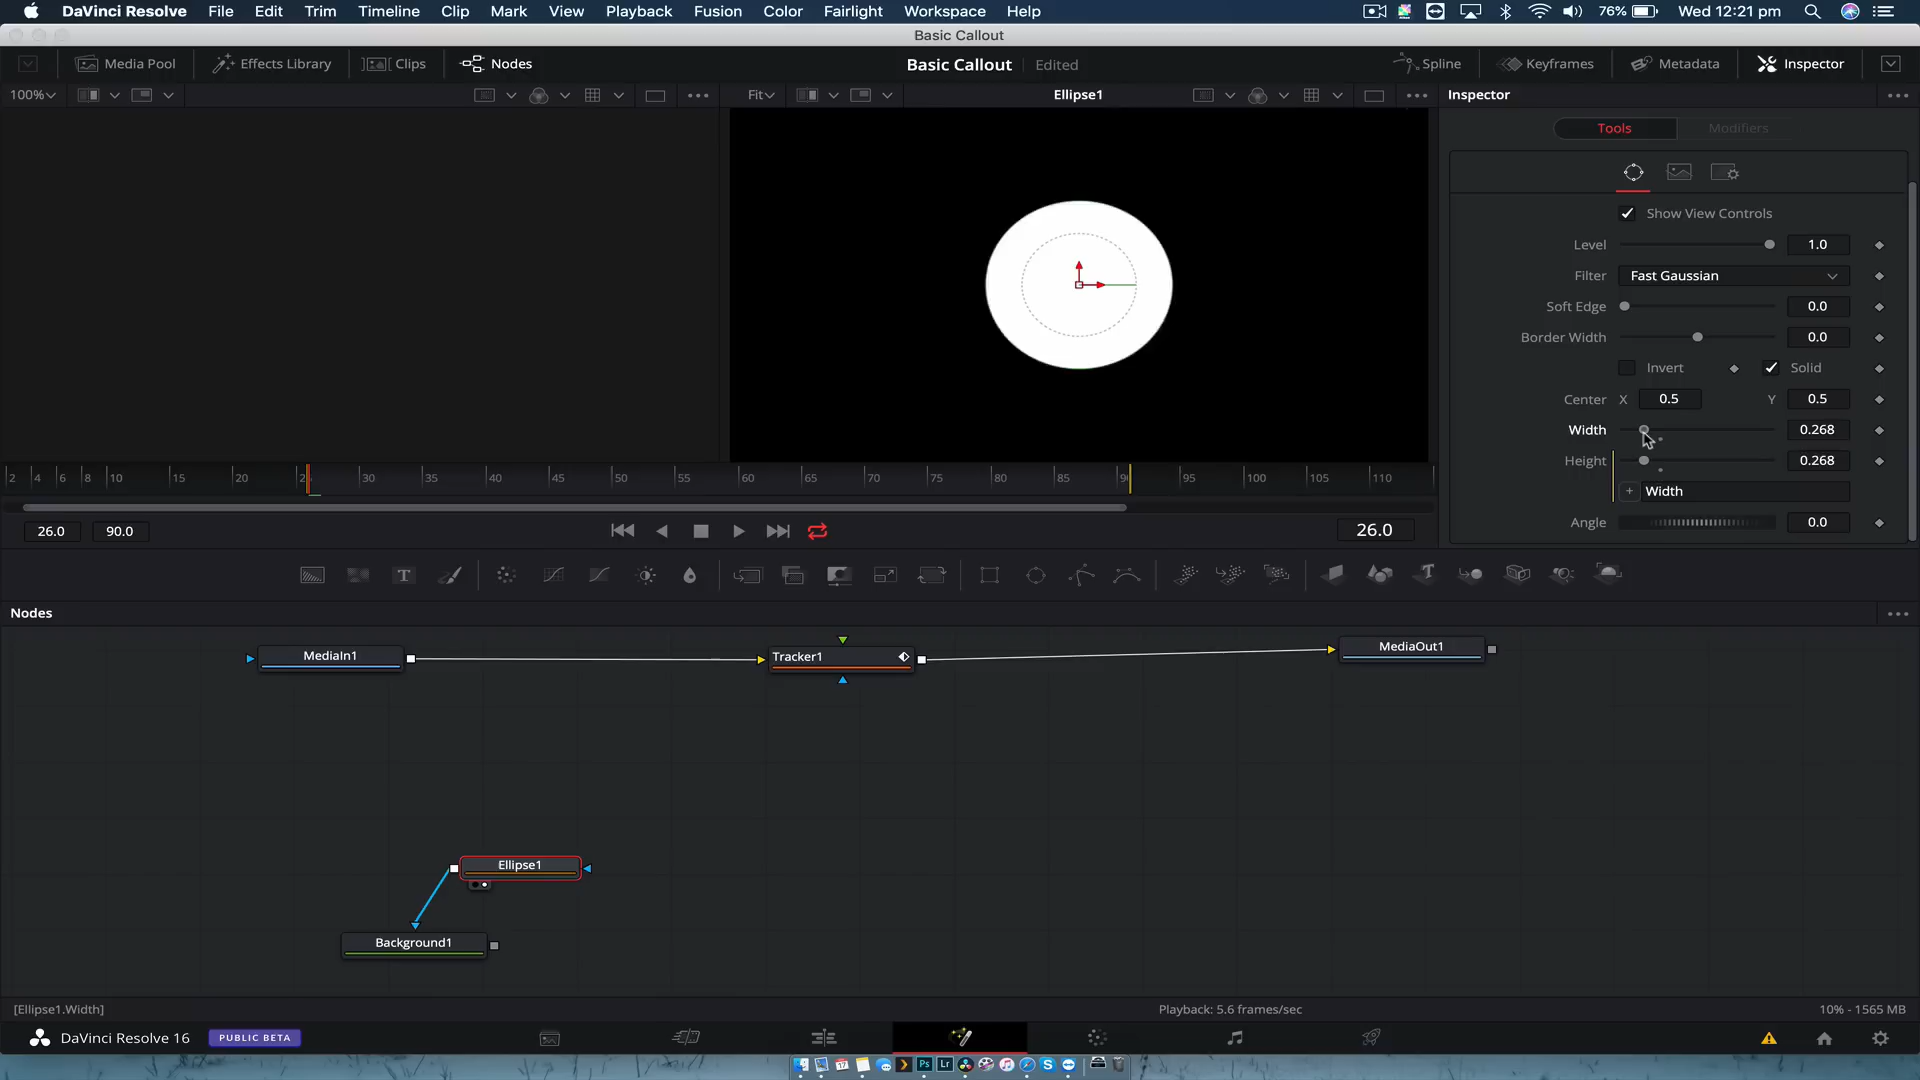 DaVinci Resolve File Edit Trim Timeline Clip Mark View Playback Fusion Color Fairlight Workspace Help 76% Wed 12:21 pm
Basic Callout
Media Pool Effects Library Clips Nodes Basic Callout Edited Spline Keyframes Metadata Inspector
100% Fit Ellipse1 Inspector
Tools Modifiers
Show View Controls
Level 1.0
Filter Fast Gaussian
Soft Edge 0.0
Border Width 0.0
Invert Solid
Center X 0.5 Y 0.5
Width 0.268
Height 0.268
+ Width
Angle 0.0
2 4 6 8 10 15 20 30 35 40 45 50 55 60 65 70 75 80 85 95 100 105 110
26.0 90.0 26.0
Nodes
MediaIn1 Tracker1 MediaOut1
Ellipse1
Background1
[Ellipse1.Width] Playback: 5.6 frames/sec 10% - 1565 MB
DaVinci Resolve 16 PUBLIC BETA
17 Ps Lr